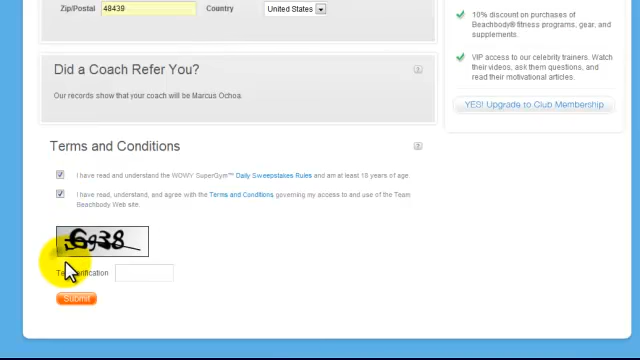 Zip/Postal 48439 Country United States
Did a Coach Refer You?
Our records show that your coach will be Marcus Ochoa
Terms and Conditions
I have read and understand the WOWY SuperGym™ Daily Sweepstakes Rules and am at least 18 years of age
I have read, understand, and agree with the Terms and Conditions governing my access to and use of the Team
Beachbody Web site.
Submit
10% discount on purchases of
Beachbody® fitness programs, gear, and
supplements.
VIP access to our celebrity trainers. Watch
their videos, ask them questions, and
read their motivational articles.
YES! Upgrade to Club Membership